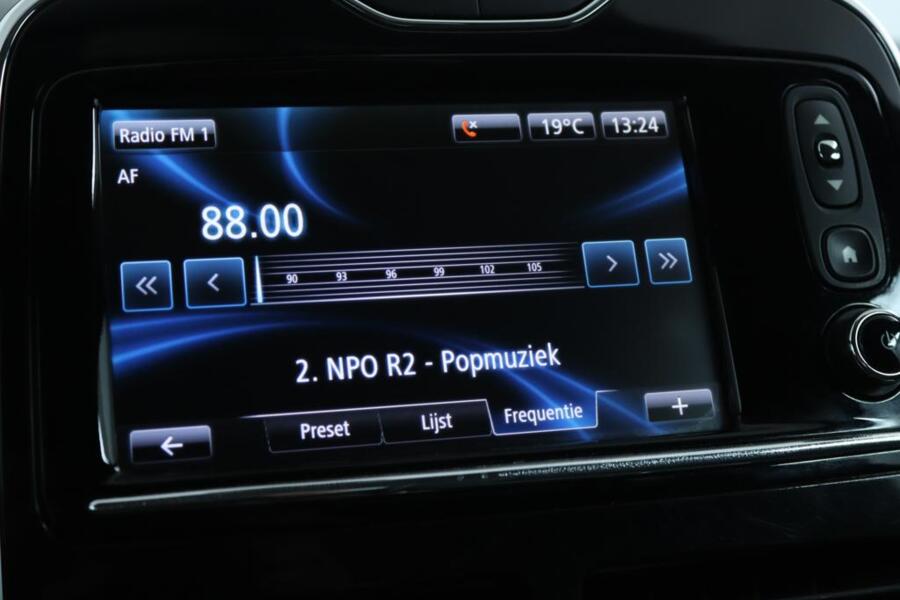 Radio FM 1
19°C
13:24
AF
88.00
90 93 96 99 102 105
2. NPO R2 - Popmuziek
Preset
Lijst
Frequentie
+